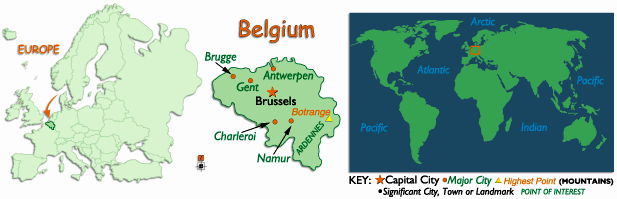 EUROPE
Belgium
Brugge
Antwerpen
Gent
Brussels
Botrange
Charleroi
ARDENNES
Namur
Arctic
Atlantic
Pacific
Pacific
Indian
KEY: Capital City Major City Highest Point (MOUNTAINS)
Significant City, Town or Landmark POINT OF INTEREST